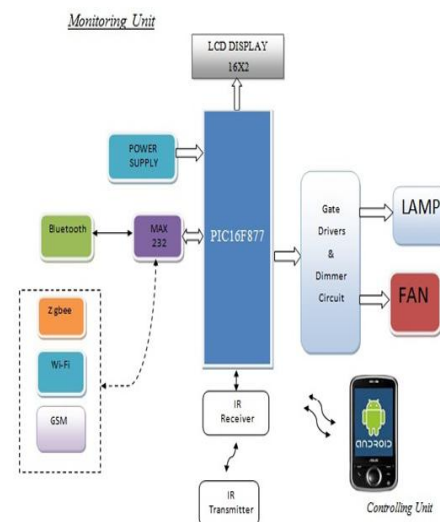 Monitoring Unit
LCD DISPLAY
16X2
POWER
SUPPLY
Bluetooth
MAX
232
PIC16F877
Gate
Drivers
&
Dimmer
Circuit
LAMP
FAN
Zgbee
Wi-Fi
GSM
IR
Receiver
IR
Transmitter
ANDROID
Controlling Unit